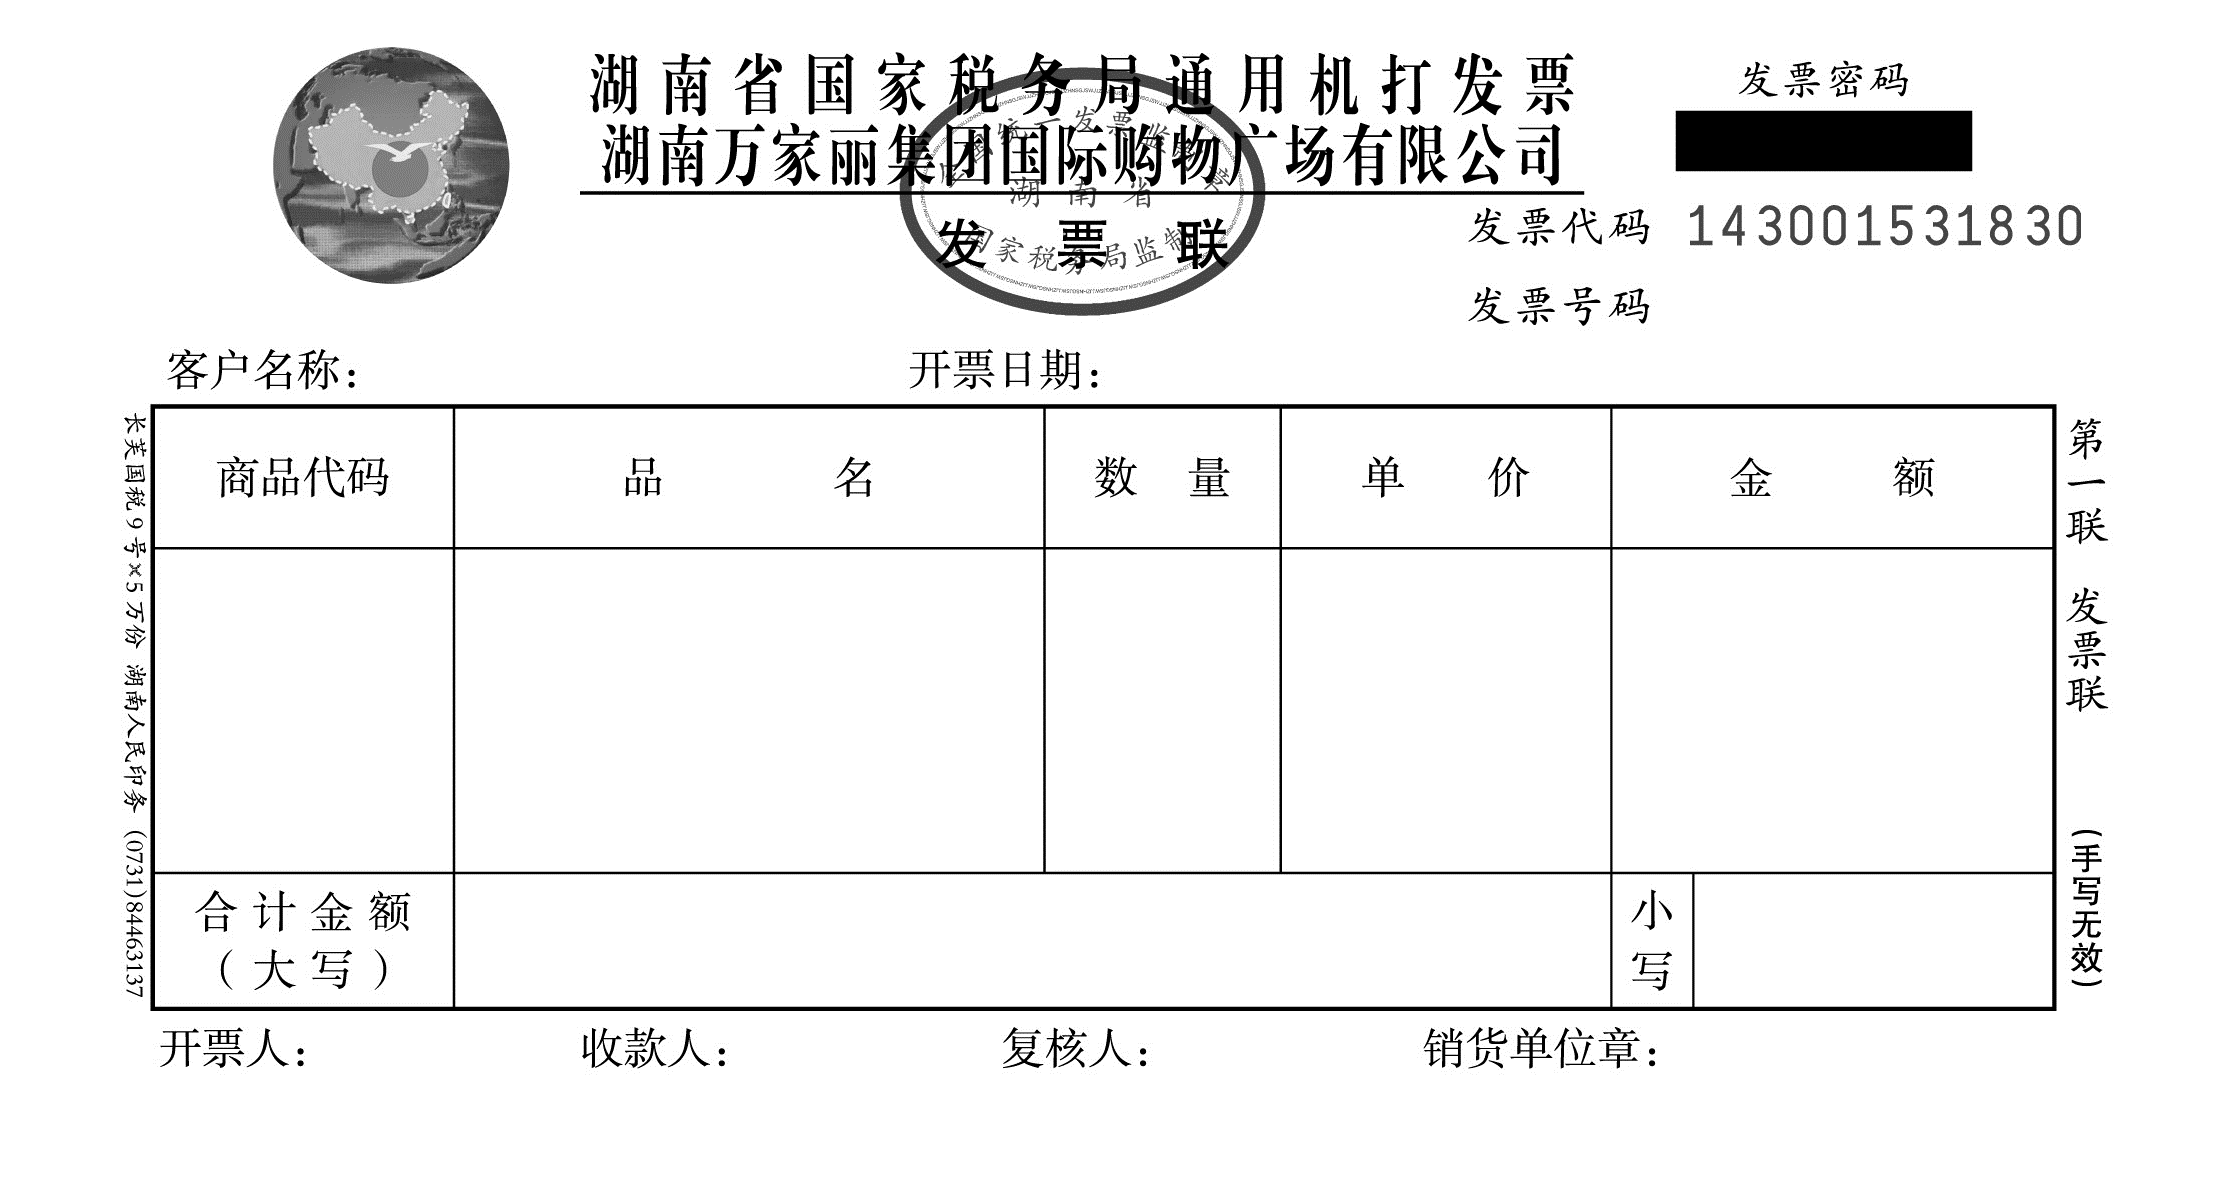 湖南省国家税务局通用机打发票
湖南万家丽集团国际购物广场有限公司
发票联
全国统一发票监制章
湖南省
国家税务局监制
发票密码
发票代码 143001531830
发票号码
客户名称：
开票日期：
商品代码 品名 数量 单价 金额
合计金额
（大写）
小写
开票人： 收款人： 复核人： 销货单位章：
长芙国税9号×5万份 湖南人民印务 (0731)84463137
第一联 发票联
(手写无效)